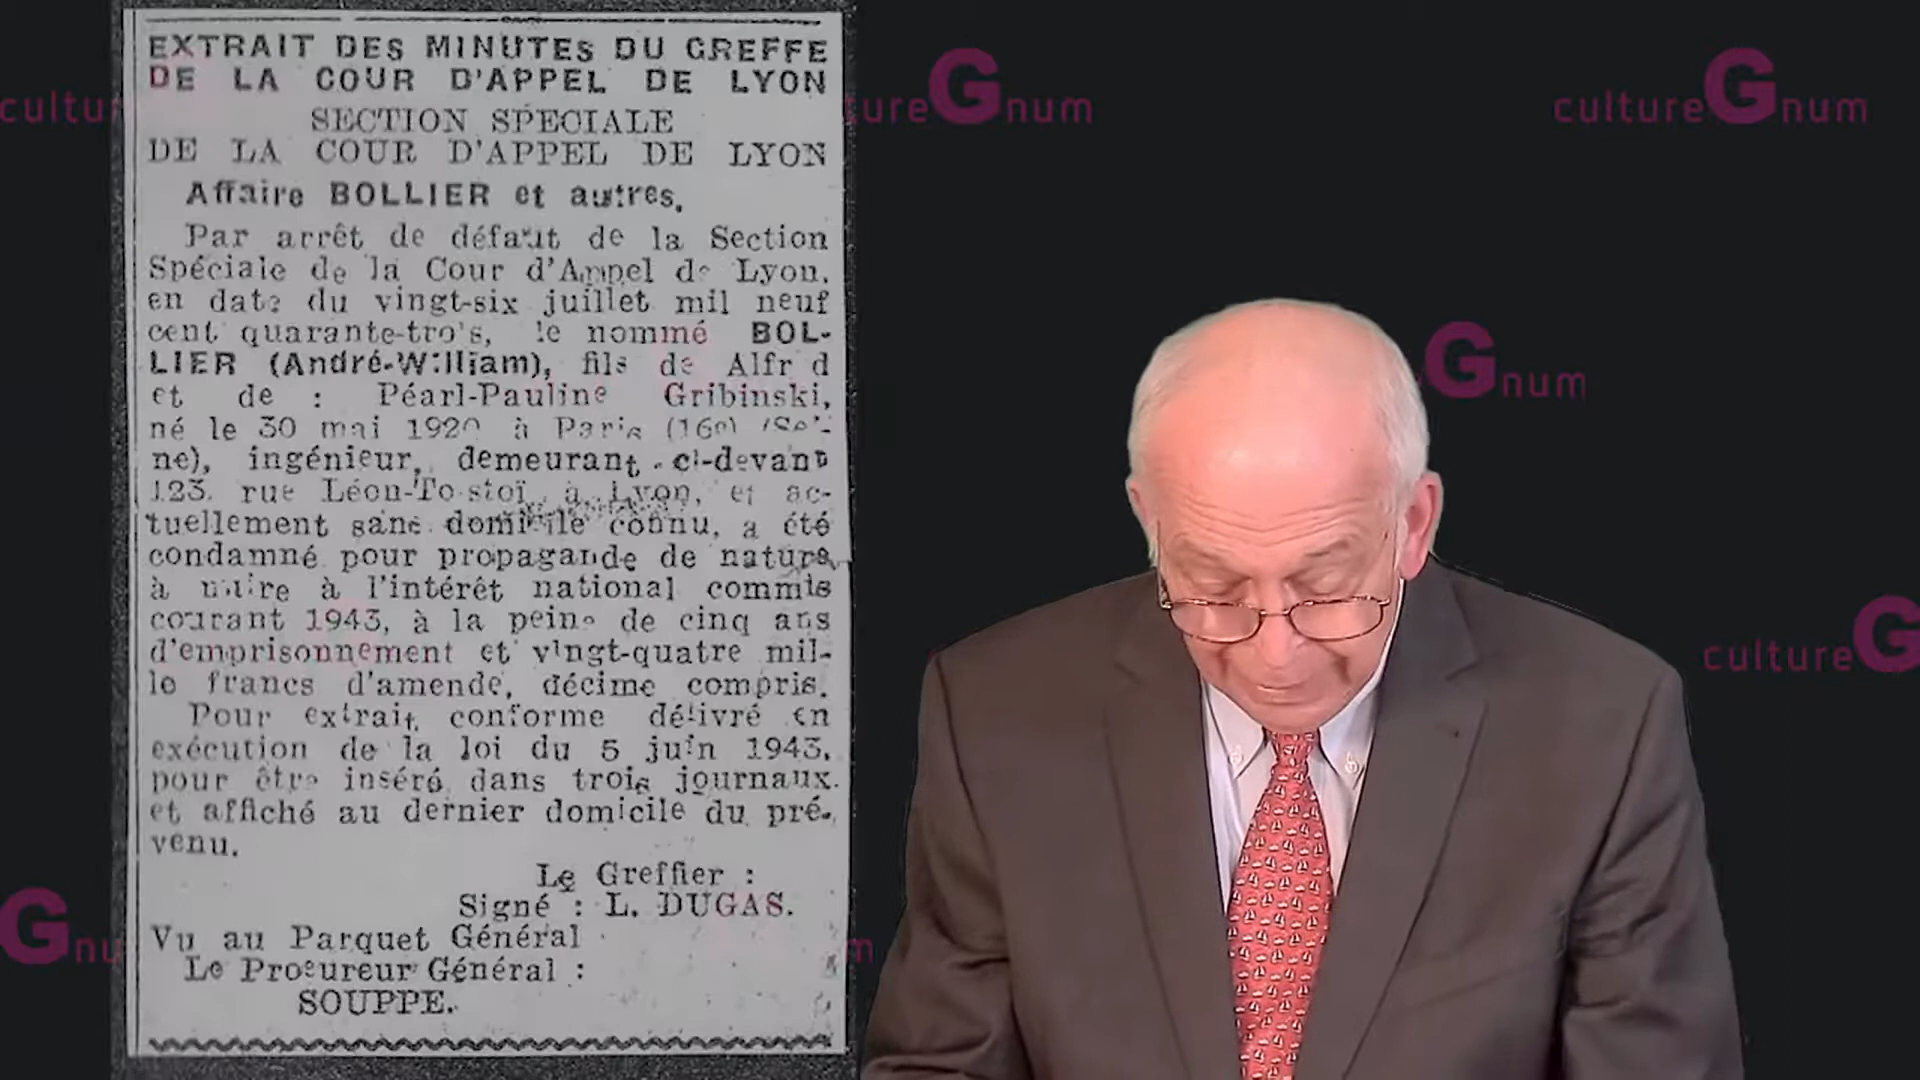 EXTRAIT DES MINUTES DU GREFFE
DE LA COUR D'APPEL DE LYON
SECTION SPECIALE
DE LA COUR D'APPEL DE LYON
Affaire BOLLIER et autres.
Par arrêt de défaut de la Section
Spéciale de la Cour d'Appel de Lyon,
en date du vingt-six juillet mil neuf
cent quarante-trois, le nommé BOL-
LIER (André-William), fils de Alfred
et de : Péarl-Pauline Gribinski,
né le 30 mai 1920 à Paris (16e) (Sei-
ne), ingénieur, demeurant ci-devant
123, rue Léon-Tolstoï, à Lyon, et ac-
tuellement sans domicile connu, a été
condamné pour propagande de nature
à nuire à l'intérêt national commis
courant 1943, à la peine de cinq ans
d'emprisonnement et vingt-quatre mil-
le francs d'amende, décime compris.
Pour extrait conforme délivré en
exécution de la loi du 5 juin 1943,
pour être inséré dans trois journaux
et affiché au dernier domicile du pré-
venu.
Le Greffier :
Signé : L. DUGAS.
Vu au Parquet Général
Le Procureur Général :
SOUPPE.
cultu
ureGnum
cultureGnum
Gnum
cultureG
Gnu
m